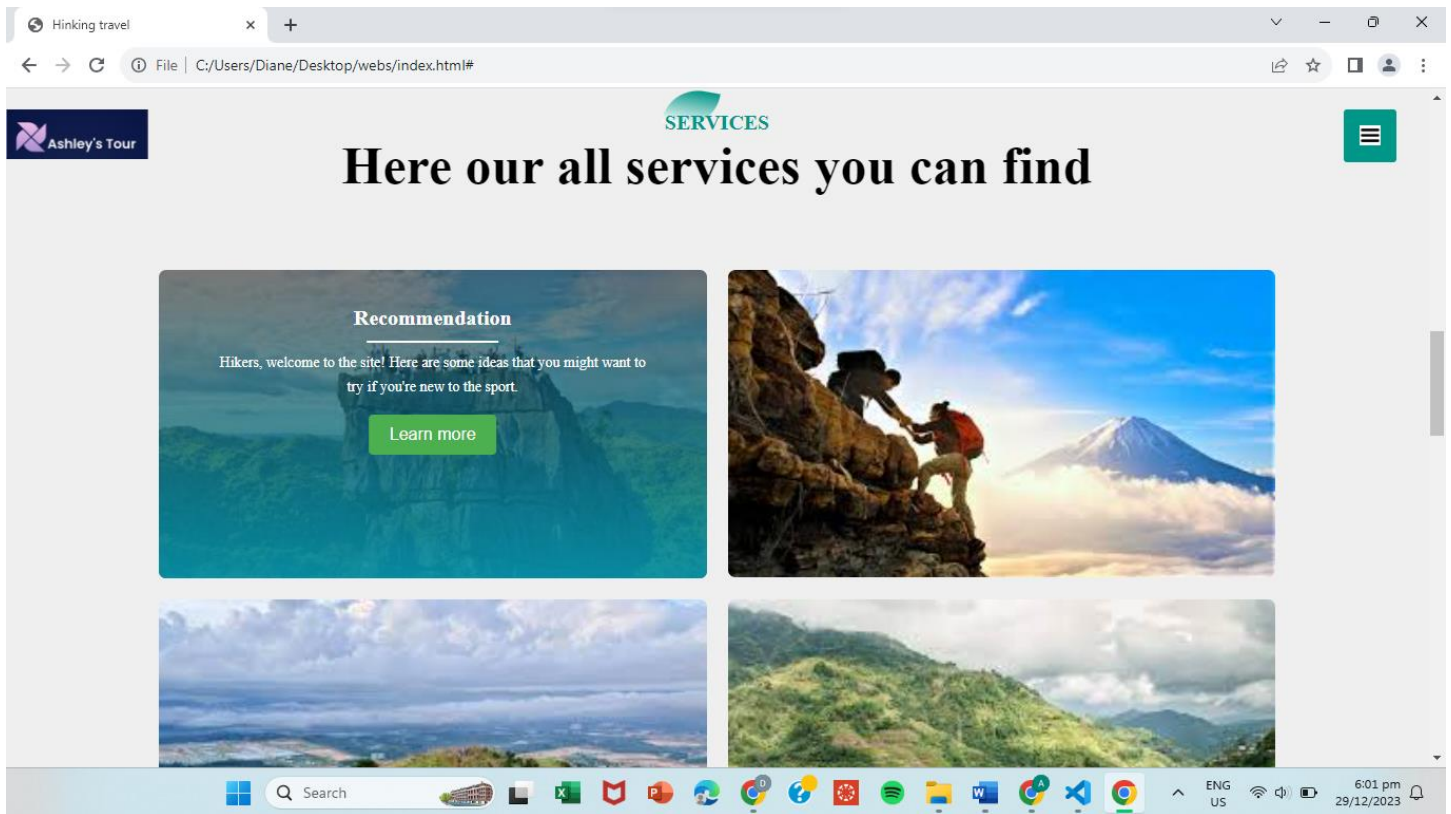 Hinking travel
File | C:/Users/Diane/Desktop/webs/index.html#
Ashley's Tour
SERVICES
Here our all services you can find
Recommendation
Hikers, welcome to the site! Here are some ideas that you might want to
try if you're new to the sport.
Learn more
Search
ENG
US
6:01 pm
29/12/2023